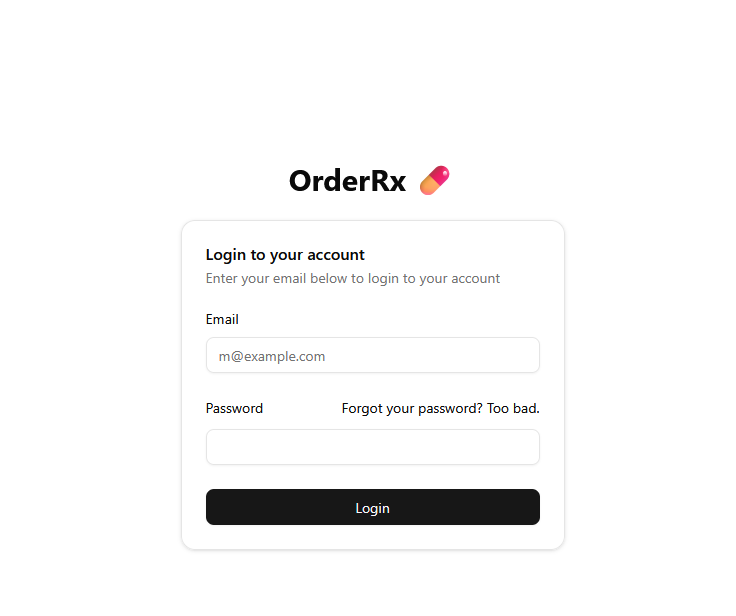 OrderRx
Login to your account
Enter your email below to login to your account
Email
m@example.com
Password Forgot your password? Too bad.
Login